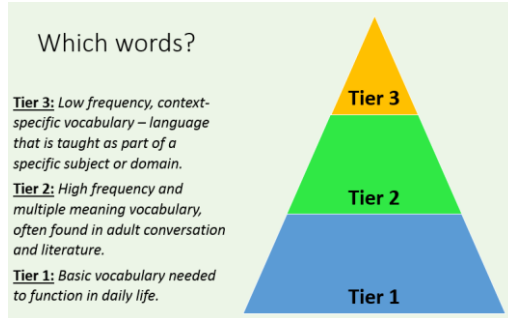 Which words?
Tier 3: Low frequency, context-
specific vocabulary – language
that is taught as part of a
specific subject or domain.
Tier 2: High frequency and
multiple meaning vocabulary,
often found in adult conversation
and literature.
Tier 1: Basic vocabulary needed
to function in daily life.
Tier 3
Tier 2
Tier 1